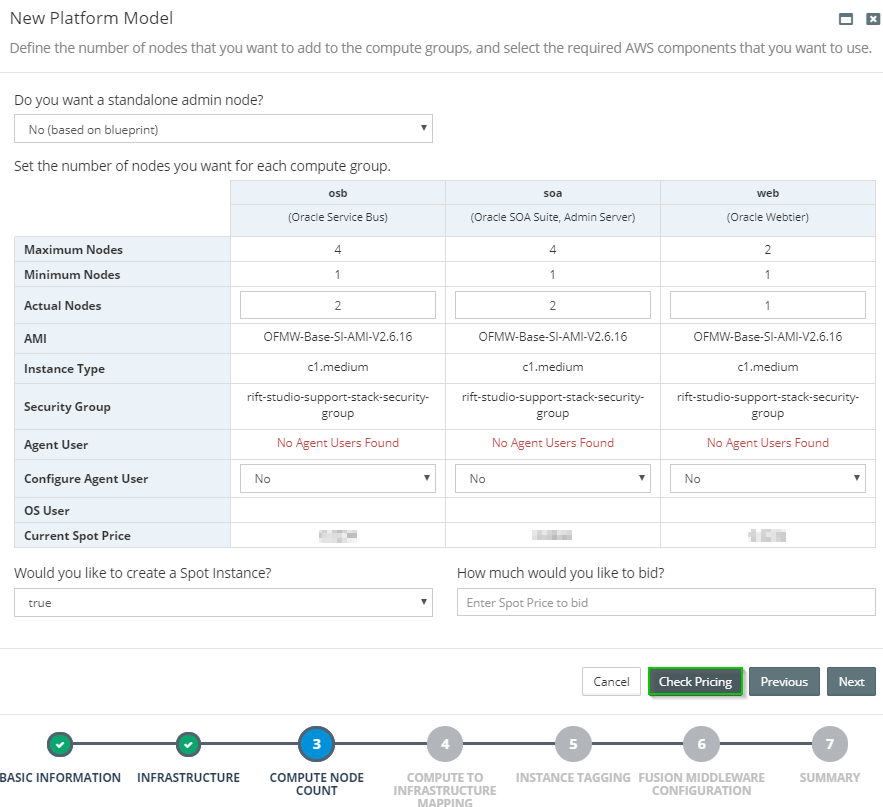 New Platform Model
Define the number of nodes that you want to add to the compute groups, and select the required AWS components that you want to use.
Do you want a standalone admin node?
No (based on blueprint)
Set the number of nodes you want for each compute group.
osb soa web
(Oracle Service Bus) (Oracle SOA Suite, Admin Server) (Oracle Webtier)
Maximum Nodes 4 4 2
Minimum Nodes 1 1 1
Actual Nodes 2 2 1
AMI OFMW-Base-SI-AMI-V2.6.16 OFMW-Base-SI-AMI-V2.6.16 OFMW-Base-SI-AMI-V2.6.16
Instance Type c1.medium c1.medium c1.medium
Security Group rift-studio-support-stack-security-group rift-studio-support-stack-security-group rift-studio-support-stack-security-group
Agent User No Agent Users Found No Agent Users Found No Agent Users Found
Configure Agent User No No No
OS User
Current Spot Price
Would you like to create a Spot Instance? How much would you like to bid?
true Enter Spot Price to bid
Cancel Check Pricing Previous Next
3 4 5 6 7
BASIC INFORMATION INFRASTRUCTURE COMPUTE NODE COMPUTE TO INSTANCE TAGGING FUSION MIDDLEWARE SUMMARY
COUNT INFRASTRUCTURE CONFIGURATION
MAPPING